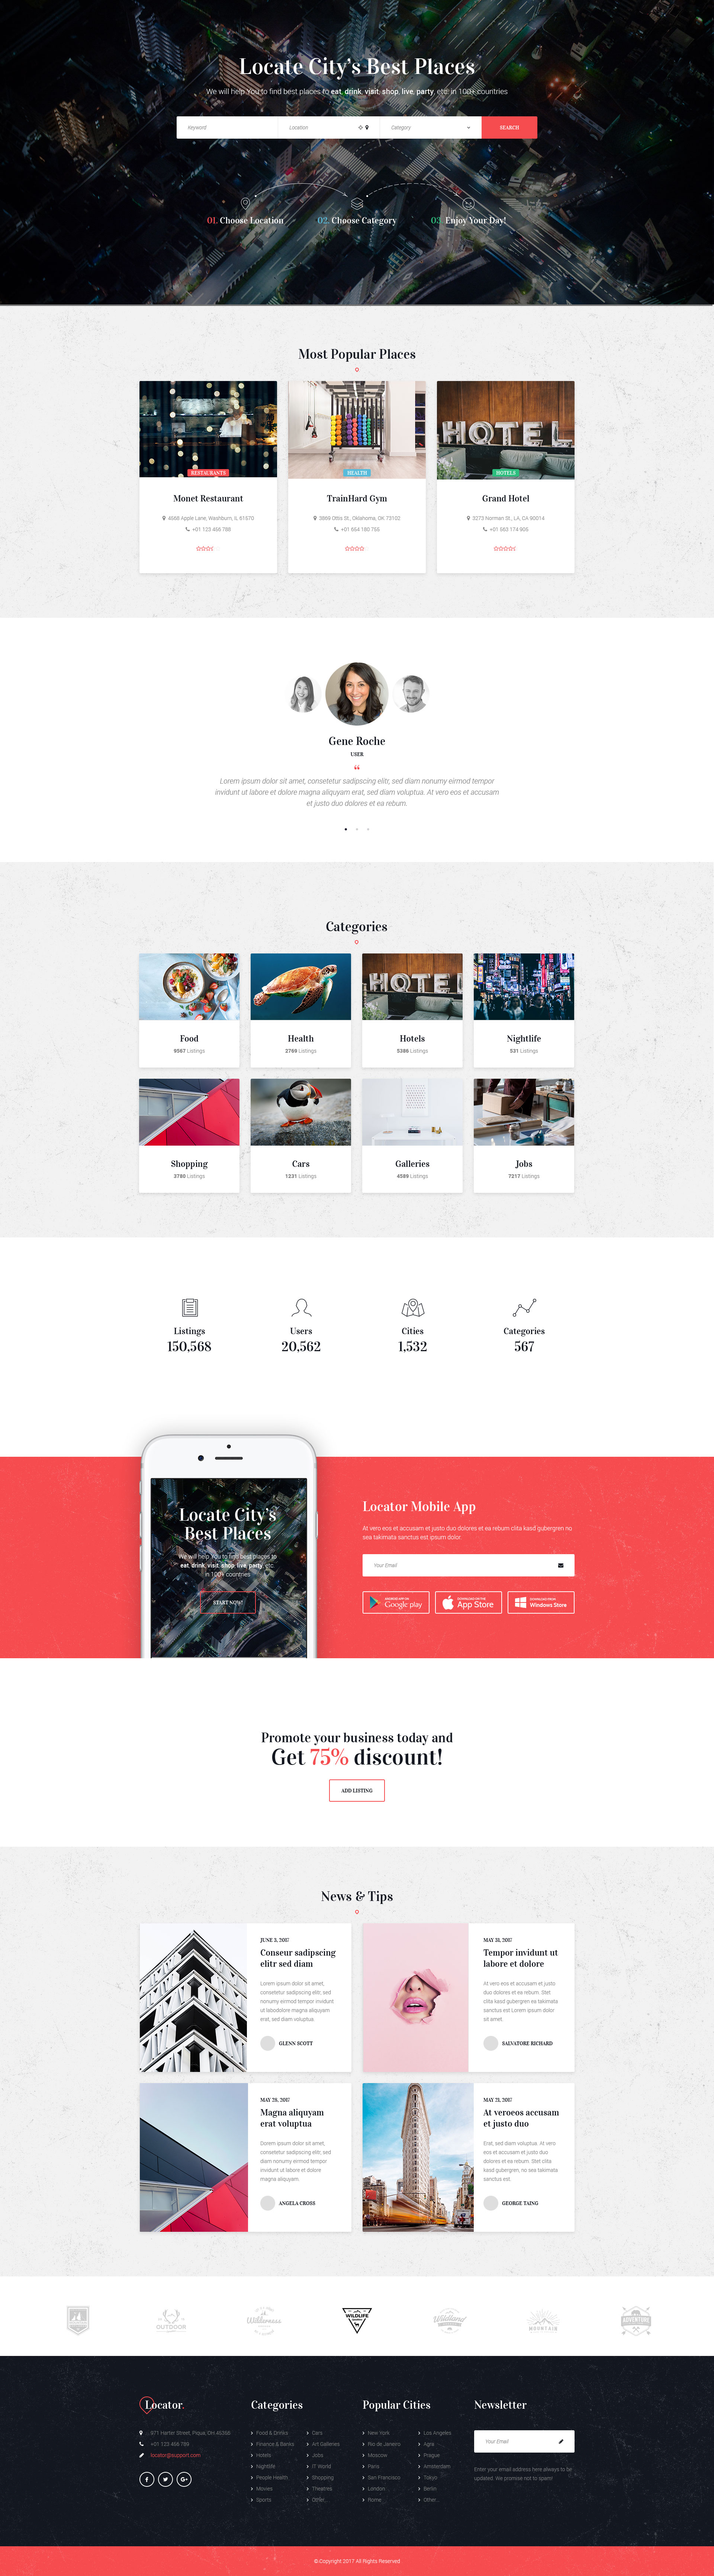 Locate City's Best Places
We will help You to find best places to eat, drink, visit, shop, live, party, etc. in 100+ countries
Keyword
Location
Category
SEARCH
01. Choose Location
02. Choose Category
03. Enjoy Your Day!
Most Popular Places
RESTAURANTS
Monet Restaurant
4688 Apple Lane, Washburn, IL 61570
+01 123 456 788
HEALTH
TrainHard Gym
+01 654 180 755
HOTEL
HOTELS
Grand Hotel
3273 Norman St., LA, CA 90014
+01 563 174 905
Gene Roche
USER
Lorem ipsum dolor sit amet, consetetur sadipscing elitr, sed diam nonumy eirmod tempor
invidunt ut labore et dolore magna aliquyam erat, sed diam voluptua. At vero eos et accusam
et justo duo dolores et ea rebum.
Categories
Food
9567 Listings
Health
2769 Listings
HOTEL
Hotels
5386 Listings
Nightlife
531 Listings
Shopping
3780 Listings
Cars
1231 Listings
Galleries
4589 Listings
Jobs
7217 Listings
Listings
150,568
Users
20,562
Cities
1,532
Categories
567
Locate City's
Best Places
We will help You to find best places to
eat, drink, visit, shop, live, party, etc.
in 100+ countries
START NOW!
Locator Mobile App
At vero eos et accusam et justo duo dolores et ea rebum clita kasd gubergren no
sea takimata sanctus est ipsum dolor.
Your Email
Google play
App Store
Windows Store
Promote your business today and
Get 75% discount!
ADD LISTING
News & Tips
JUNE 3, 2017
Conseur sadipscing
elitr sed diam
Lorem ipsum dolor sit amet,
consetetur sadipscing elitr, sed
nonumy eirmod tempor invidunt
ut labodolore magna aliquyam
erat, sed diam voluptua.
GLENN SCOTT
MAY 31, 2017
Tempor invidunt ut
labore et dolore
At vero eos et accusam et justo
duo dolores et ea rebum. Stet
clita kasd gubergren, no sea takimata
sanctus est Lorem ipsum dolor
sit amet.
SALVATORE RICHARD
MAY 28, 2017
Magna aliquyam
erat voluptua
Dorem ipsum dolor sit amet,
consetetur sadipscing elitr, sed
diam nonumy eirmod tempor
invidunt ut labore et dolore
magna aliquyam.
ANGELA CROSS
MAY 21, 2017
At veroeos accusam
et justo duo
Erat, sed diam voluptua. At vero
eos et accusam et justo duo
dolores et ea rebum. Stet clita
kasd gubergren, no sea takimata
sanctus est.
GEORGE TAING
OUTDOOR
Wilderness
WILDLIFE
Wildland
MOUNTAIN
ADVENTURE
Locator.
971 Harter Street, Piqua, OH 45356
+01 123 456 789
locator@support.com
Categories
Food & Drinks
Finance & Banks
Hotels
Nightlife
People Health
Movies
Sports
Cars
Art Galleries
Jobs
IT World
Shopping
Theatres
Other...
Popular Cities
New York
Rio de Janeiro
Moscow
Paris
San Francisco
London
Rome
Los Angeles
Agra
Prague
Amsterdam
Tokyo
Berlin
Other...
Newsletter
Your Email
Enter your email address here always to be
updated. We promise not to spam!
© Copyright 2017 All Rights Reserved